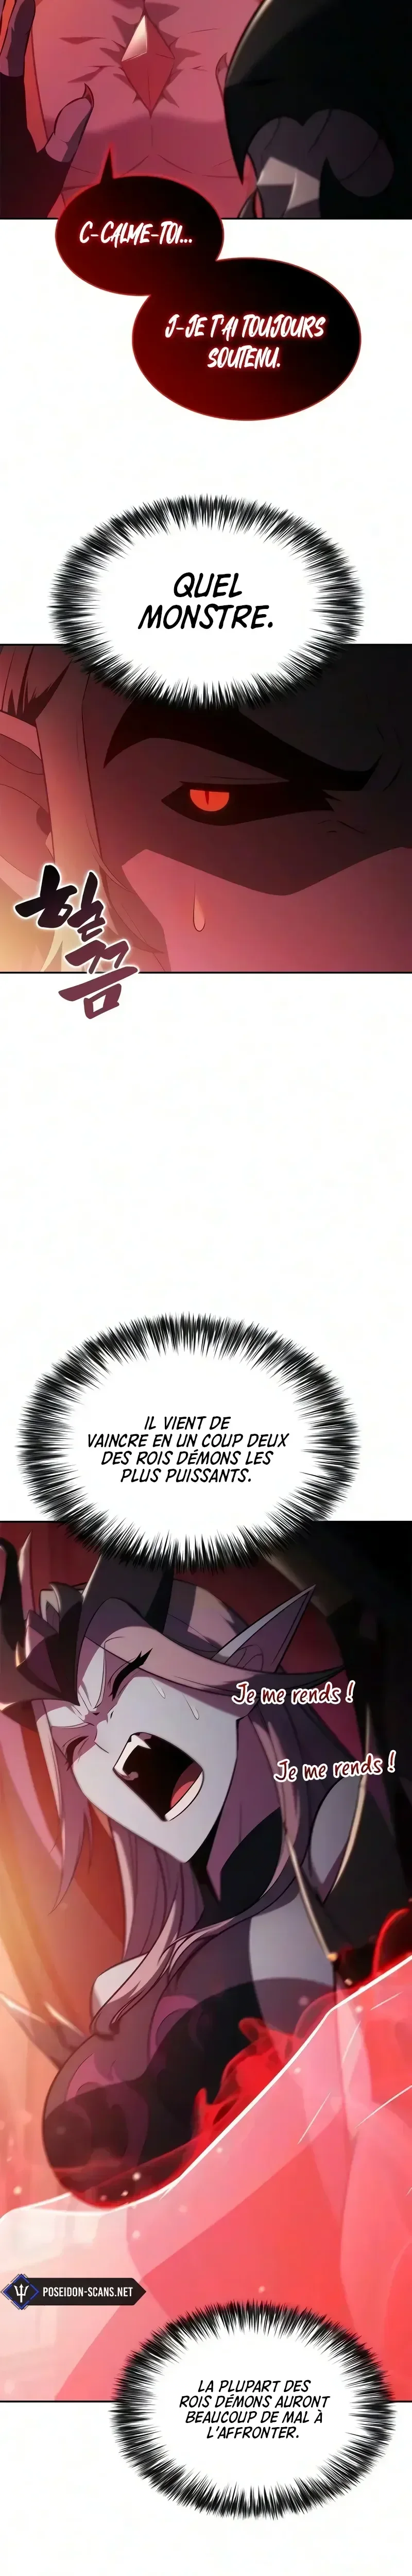 C-CALME-TOI...
J-JE T'AI TOUJOURS
SOUTENU.
QUEL
MONSTRE.
힐끔
IL VIENT DE
VAINCRE EN UN COUP DEUX
DES ROIS DÉMONS LES
PLUS PUISSANTS.
Je me rends !
Je me rends !
POSEIDON-SCANS.NET
LA PLUPART DES
ROIS DÉMONS AURONT
BEAUCOUP DE MAL À
L'AFFRONTER.